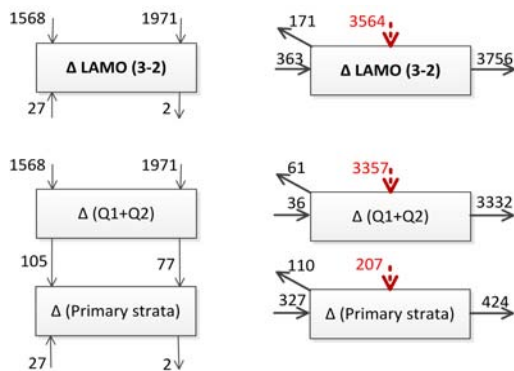 1568 1971 171 3564
Δ LAMO (3-2) 363 Δ LAMO (3-2) 3756
27 2
1568 1971 61 3357
Δ (Q1+Q2) 36 Δ (Q1+Q2) 3332
105 77 110 207
Δ (Primary strata) 327 Δ (Primary strata) 424
27 2